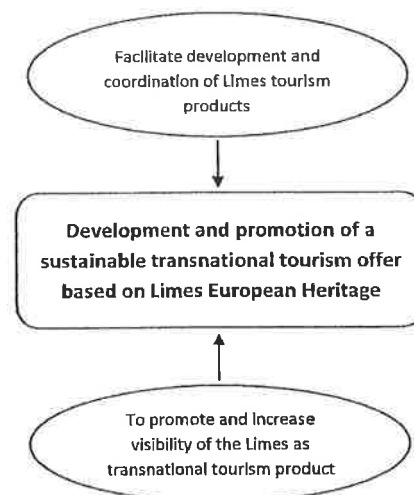 Facilitate development and
coordination of Limes tourism
products
Development and promotion of a
sustainable transnational tourism offer
based on Limes European Heritage
To promote and increase
visibility of the Limes as
transnational tourism product